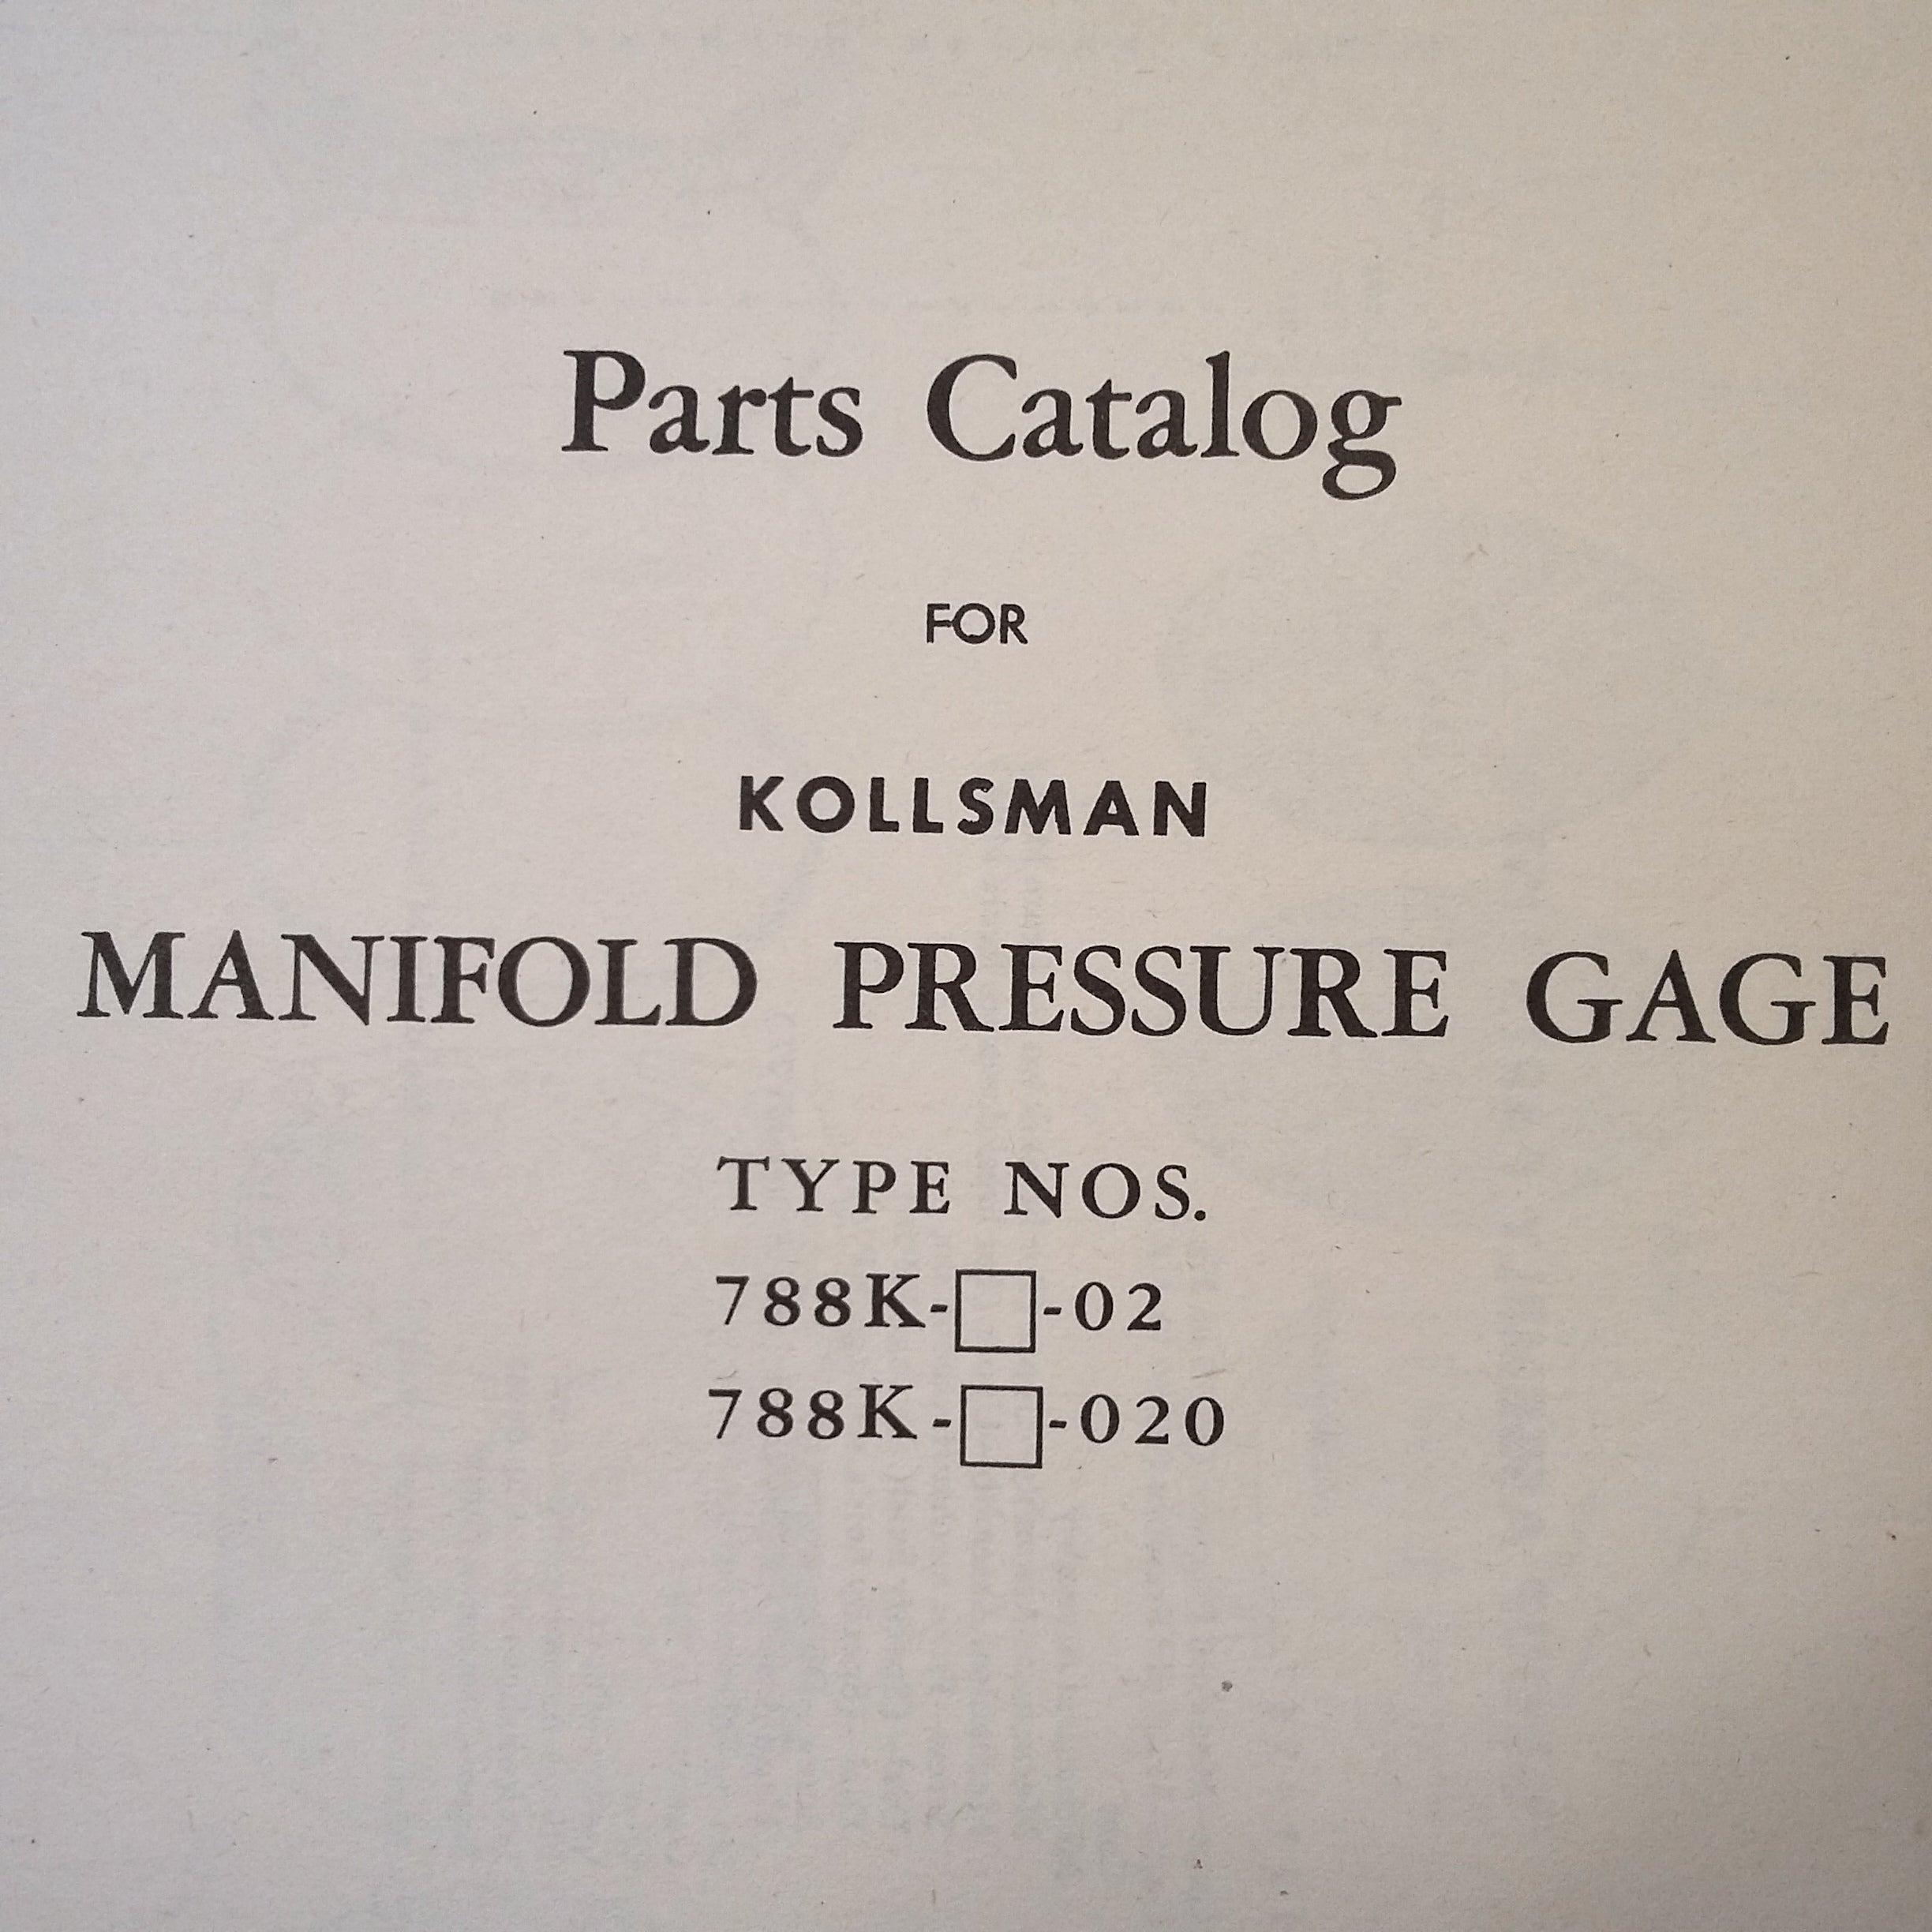 Parts Catalog
FOR
KOLLSMAN
MANIFOLD PRESSURE GAGE
TYPE NOS.
788K-□-02
788K-□-020